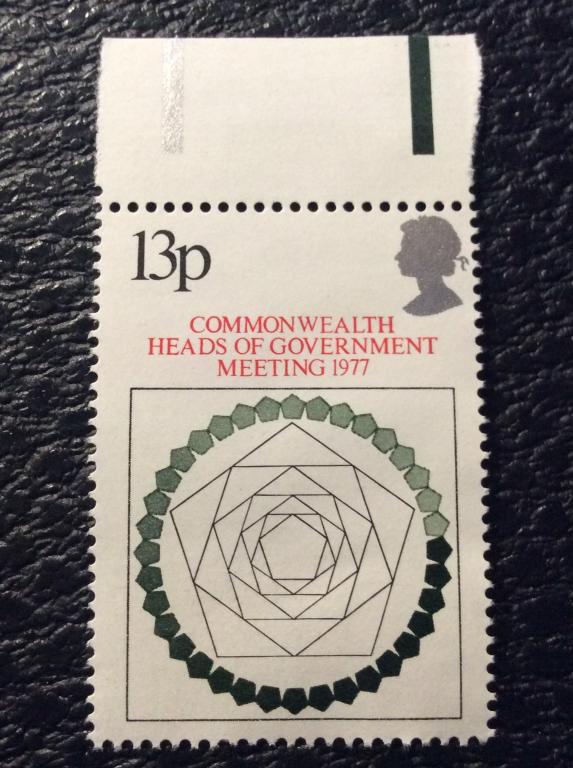 13p
COMMONWEALTH
HEADS OF GOVERNMENT
MEETING 1977